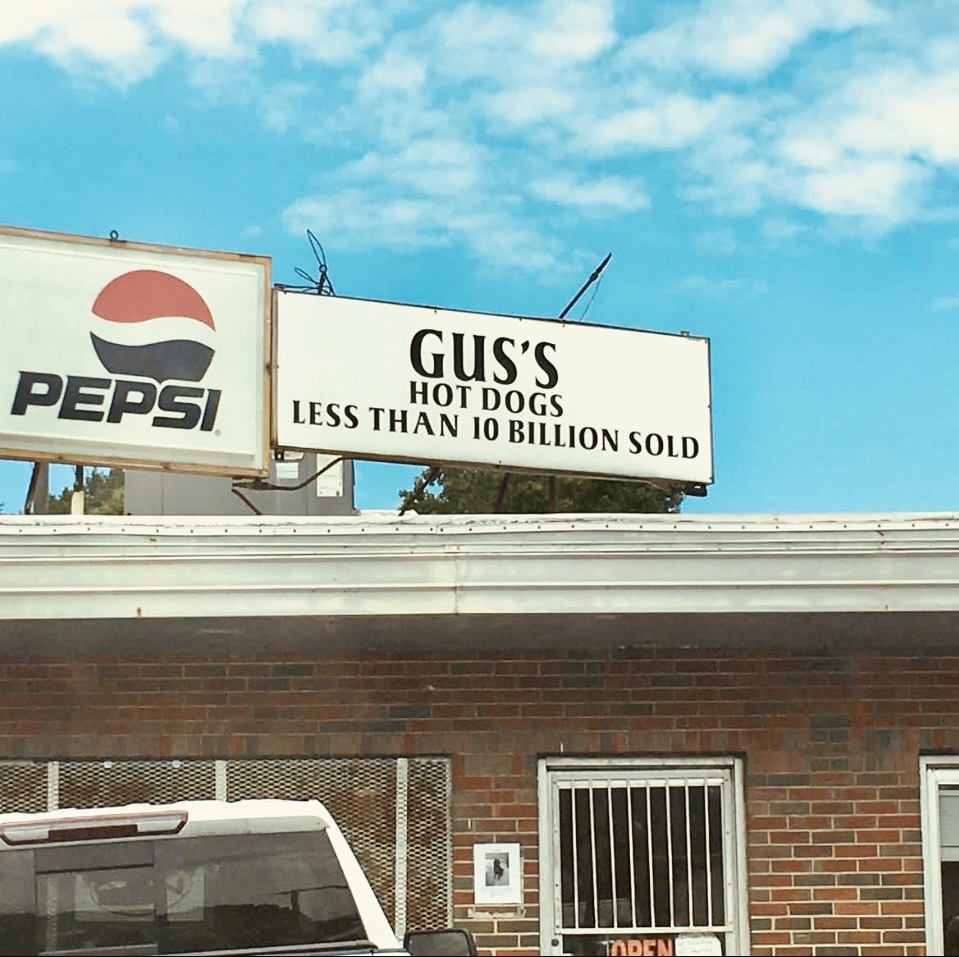 PEPSI
GUS'S
HOT DOGS
LESS THAN 10 BILLION SOLD
OPEN